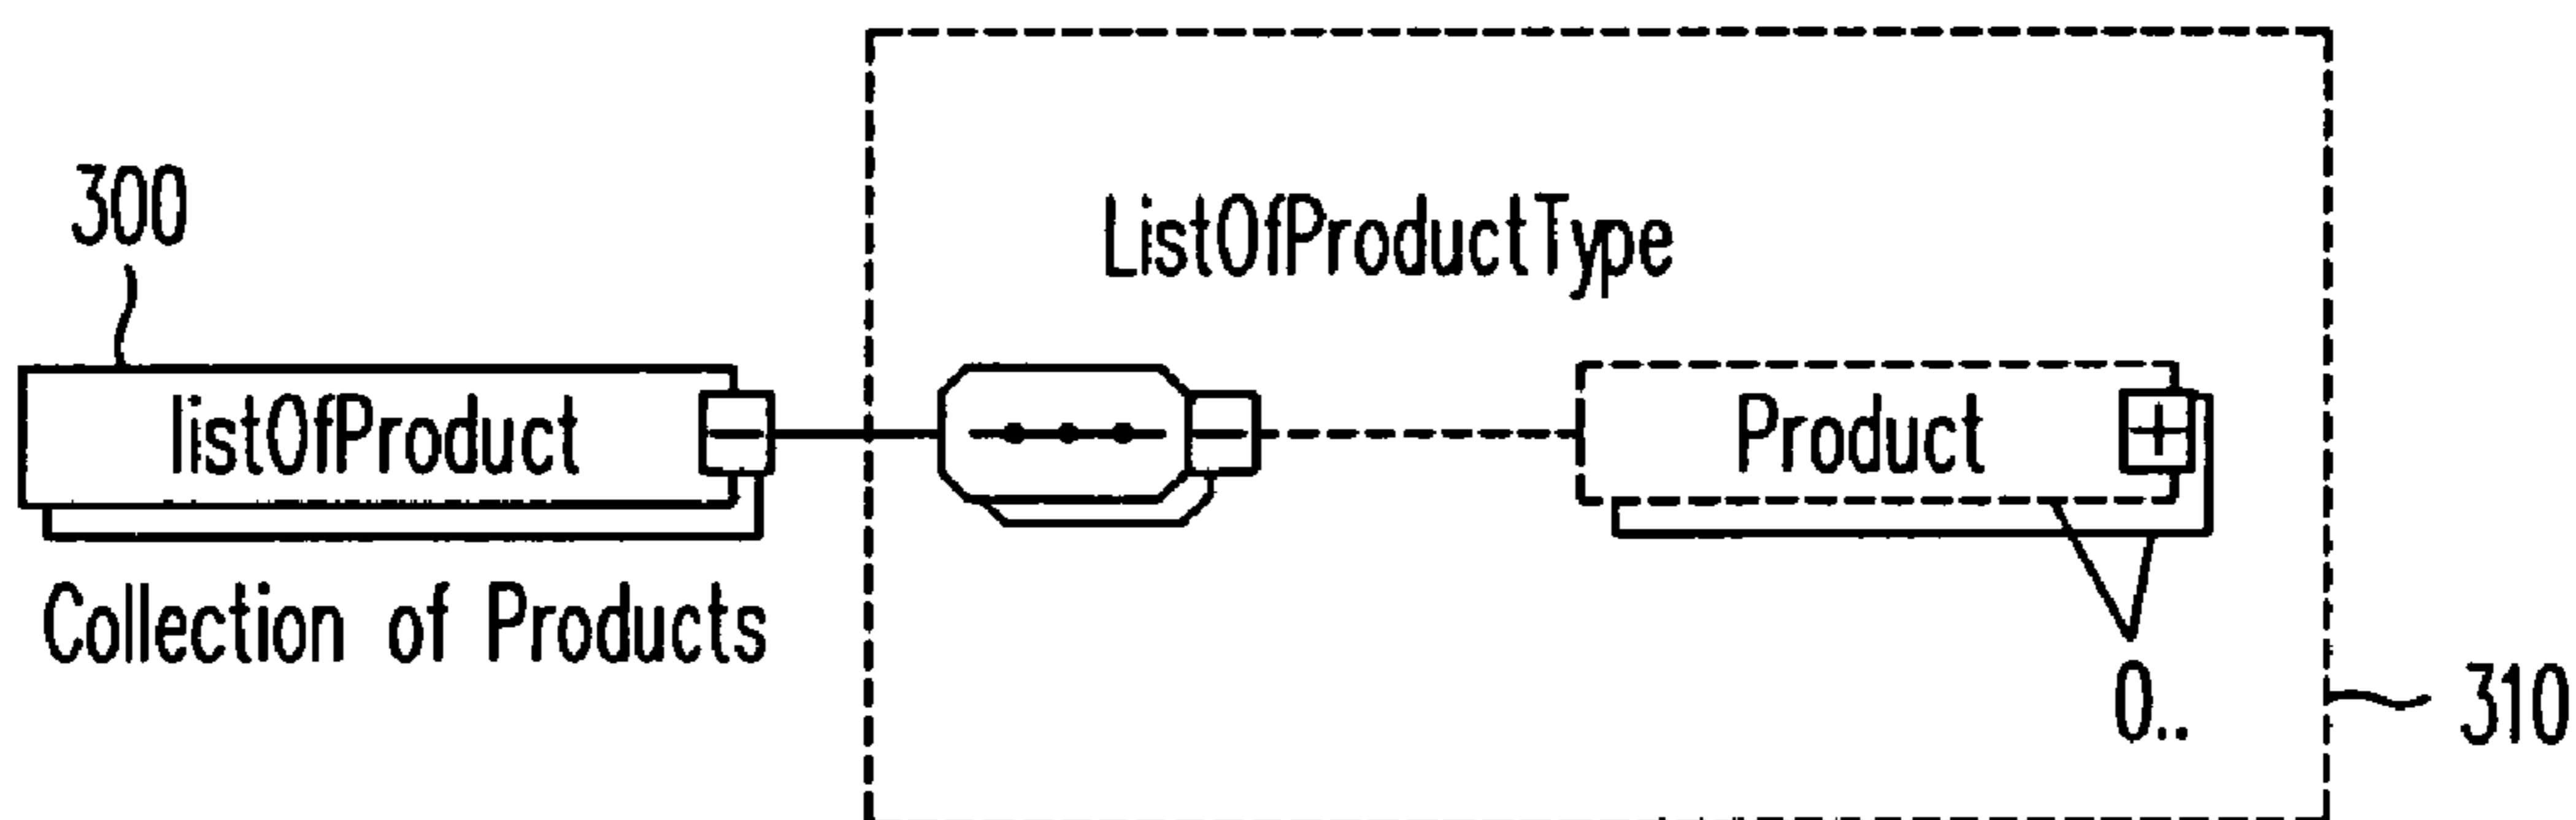 300
ListOfProductType
listOfProduct
Product
Collection of Products
0..
310